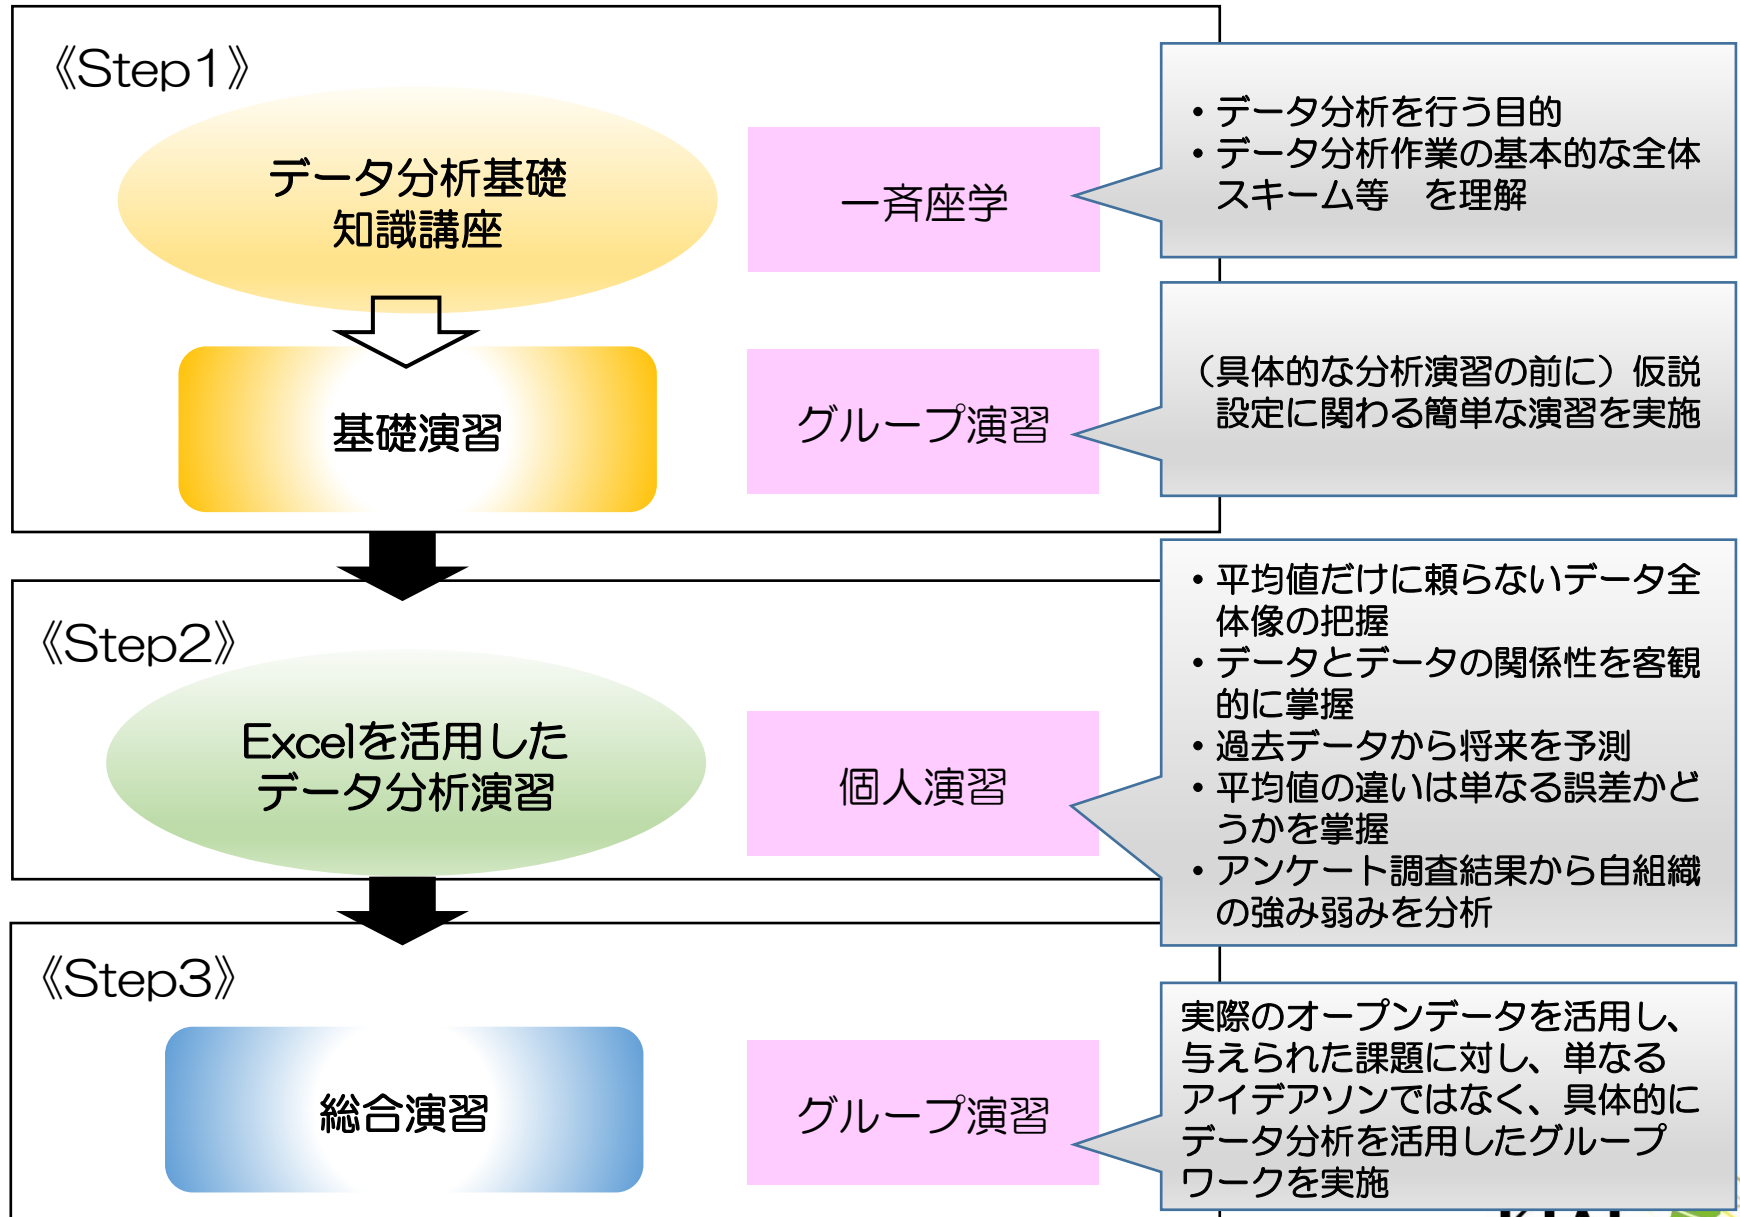 《Step1》
データ分析基礎
知識講座
一斉座学
・データ分析を行う目的
・データ分析作業の基本的な全体
スキーム等　を理解
基礎演習
グループ演習
（具体的な分析演習の前に）仮説
設定に関わる簡単な演習を実施
《Step2》
Excelを活用した
データ分析演習
個人演習
・平均値だけに頼らないデータ全
体像の把握
・データとデータの関係性を客観
的に掌握
・過去データから将来を予測
・平均値の違いは単なる誤差かど
うかを掌握
・アンケート調査結果から自組織
の強み弱みを分析
《Step3》
総合演習
グループ演習
実際のオープンデータを活用し、
与えられた課題に対し、単なる
アイデアソンではなく、具体的に
データ分析を活用したグループ
ワークを実施